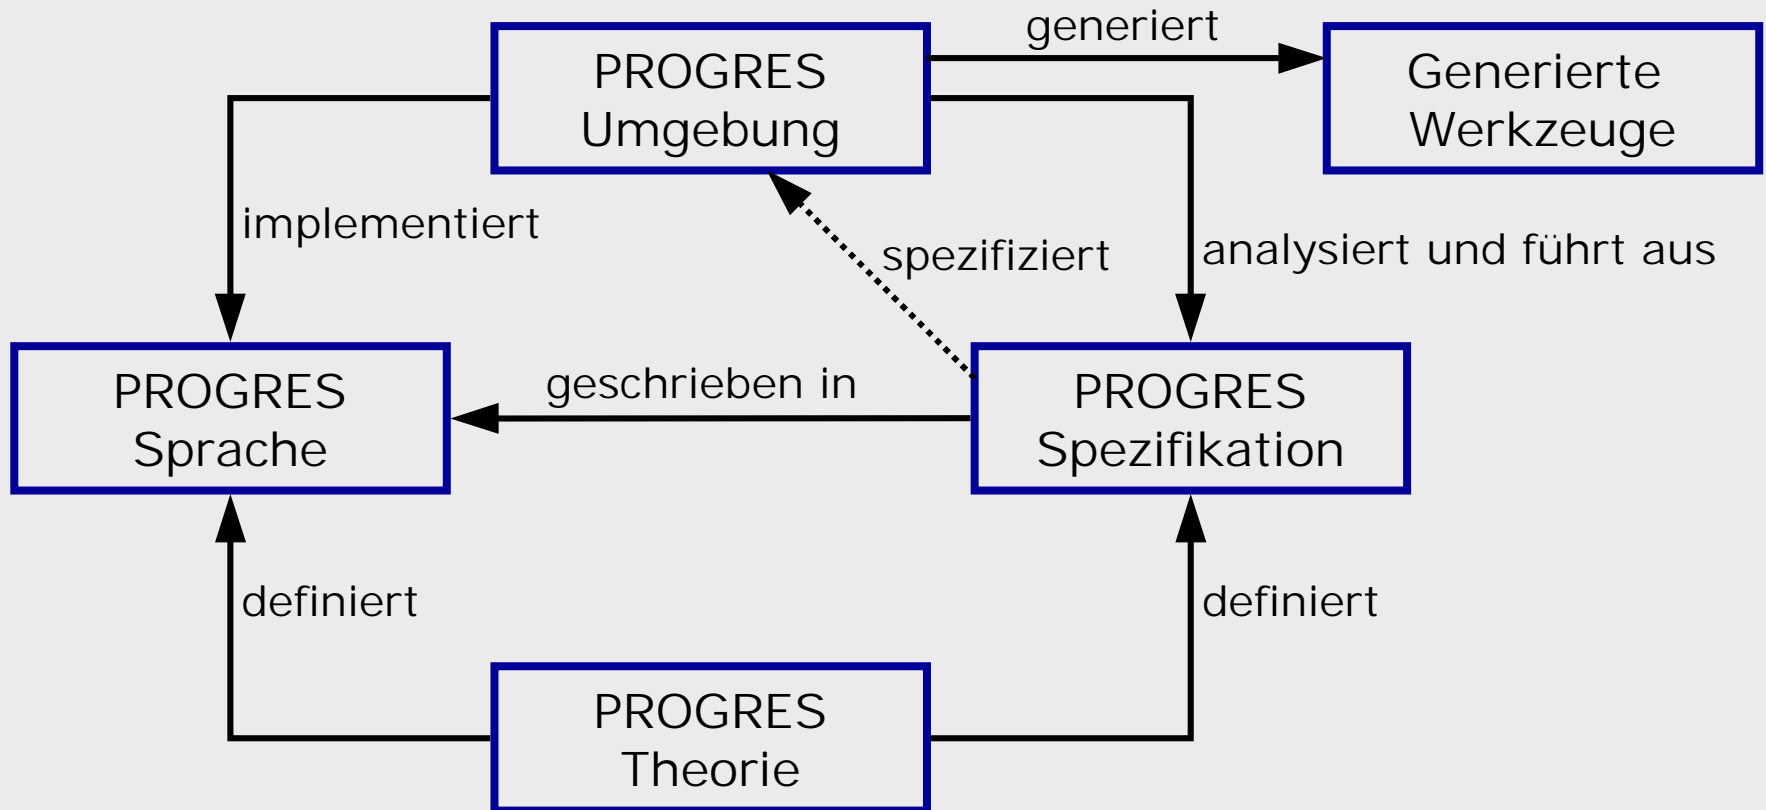 generiert
PROGRES
Umgebung
Generierte
Werkzeuge
implementiert
spezifiziert
analysiert und führt aus
PROGRES
Sprache
geschrieben in
PROGRES
Spezifikation
definiert
definiert
PROGRES
Theorie